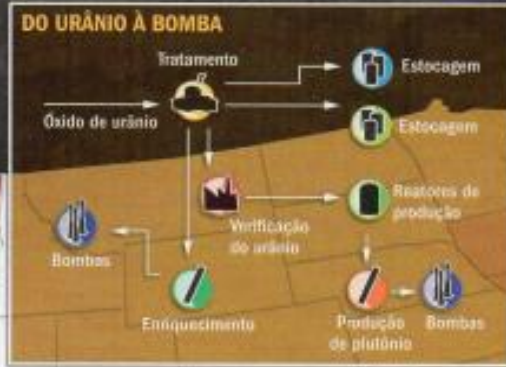 DO URÂNIO À BOMBA
Tratamento
Estocagem
Óxido de urânio
Estocagem
Verificação
do urânio
Reatores de
produção
Bombas
Enriquecimento
Produção
de plutônio
Bombas